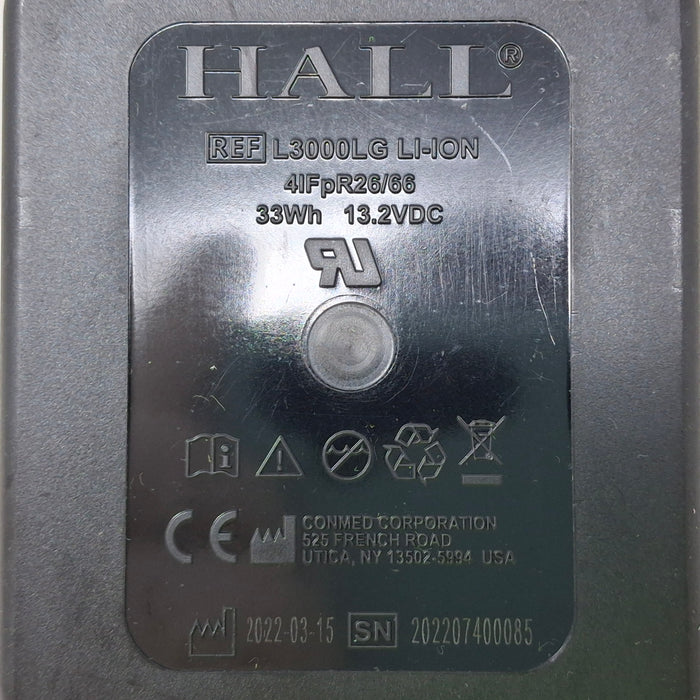 HALL®
REF L3000LG LI-ION
4IFpR26/66
33Wh 13.2VDC
CE CONMED CORPORATION
525 FRENCH ROAD
UTICA, NY 13502-5994 USA
2022-03-15 SN 202207400085